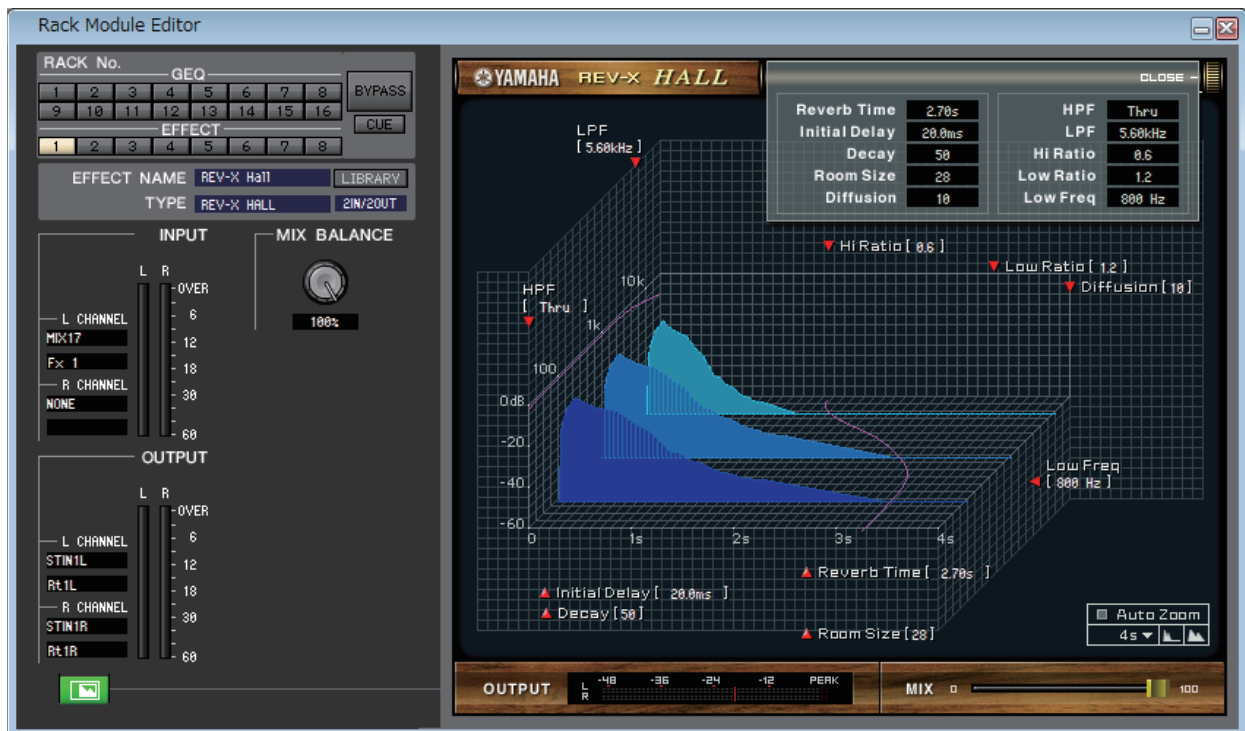 Rack Module Editor
RACK No.
GEQ
1 2 3 4 5 6 7 8
9 10 11 12 13 14 15 16
BYPASS
EFFECT
CUE
1 2 3 4 5 6 7 8
EFFECT NAME REV-X Hall LIBRARY
TYPE REV-X HALL 2IN/2OUT
INPUT
MIX BALANCE
L R
OVER
6
12
18
30
60
100%
L CHANNEL
MIX17
Fx 1
R CHANNEL
NONE
OUTPUT
L R
OVER
6
12
18
30
60
L CHANNEL
STIN1L
Rt1L
R CHANNEL
STIN1R
Rt1R
YAMAHA REV-X HALL
CLOSE
Reverb Time 2.70s
Initial Delay 20.0ms
Decay 50
Room Size 28
Diffusion 10
HPF Thru
LPF 5.60kHz
Hi Ratio 0.6
Low Ratio 1.2
Low Freq 800 Hz
LPF
[ 5.60kHz ]
Hi Ratio [ 0.6 ]
Low Ratio [ 1.2 ]
Diffusion [ 10 ]
HPF
[ Thru ]
10k
1k
100
0dB
-20
-40
-60
0 1s 2s 3s 4s
Low Freq
[ 800 Hz ]
Reverb Time [ 2.70s ]
Initial Delay [ 20.0ms ]
Decay [50]
Room Size [28]
Auto Zoom
4s
OUTPUT
L
R
-48 -36 -24 -12 PEAK
MIX 0 100